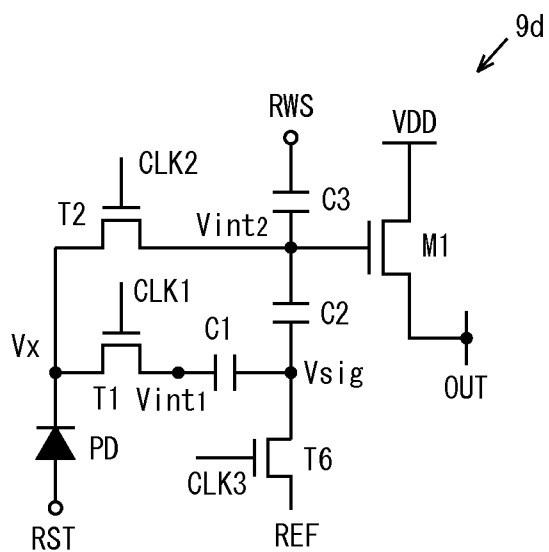 9d
RWS
VDD
CLK2
C3
T2
Vint2
M1
CLK1
C1
C2
Vx
T1
Vint1
Vsig
OUT
PD
T6
CLK3
RST
REF